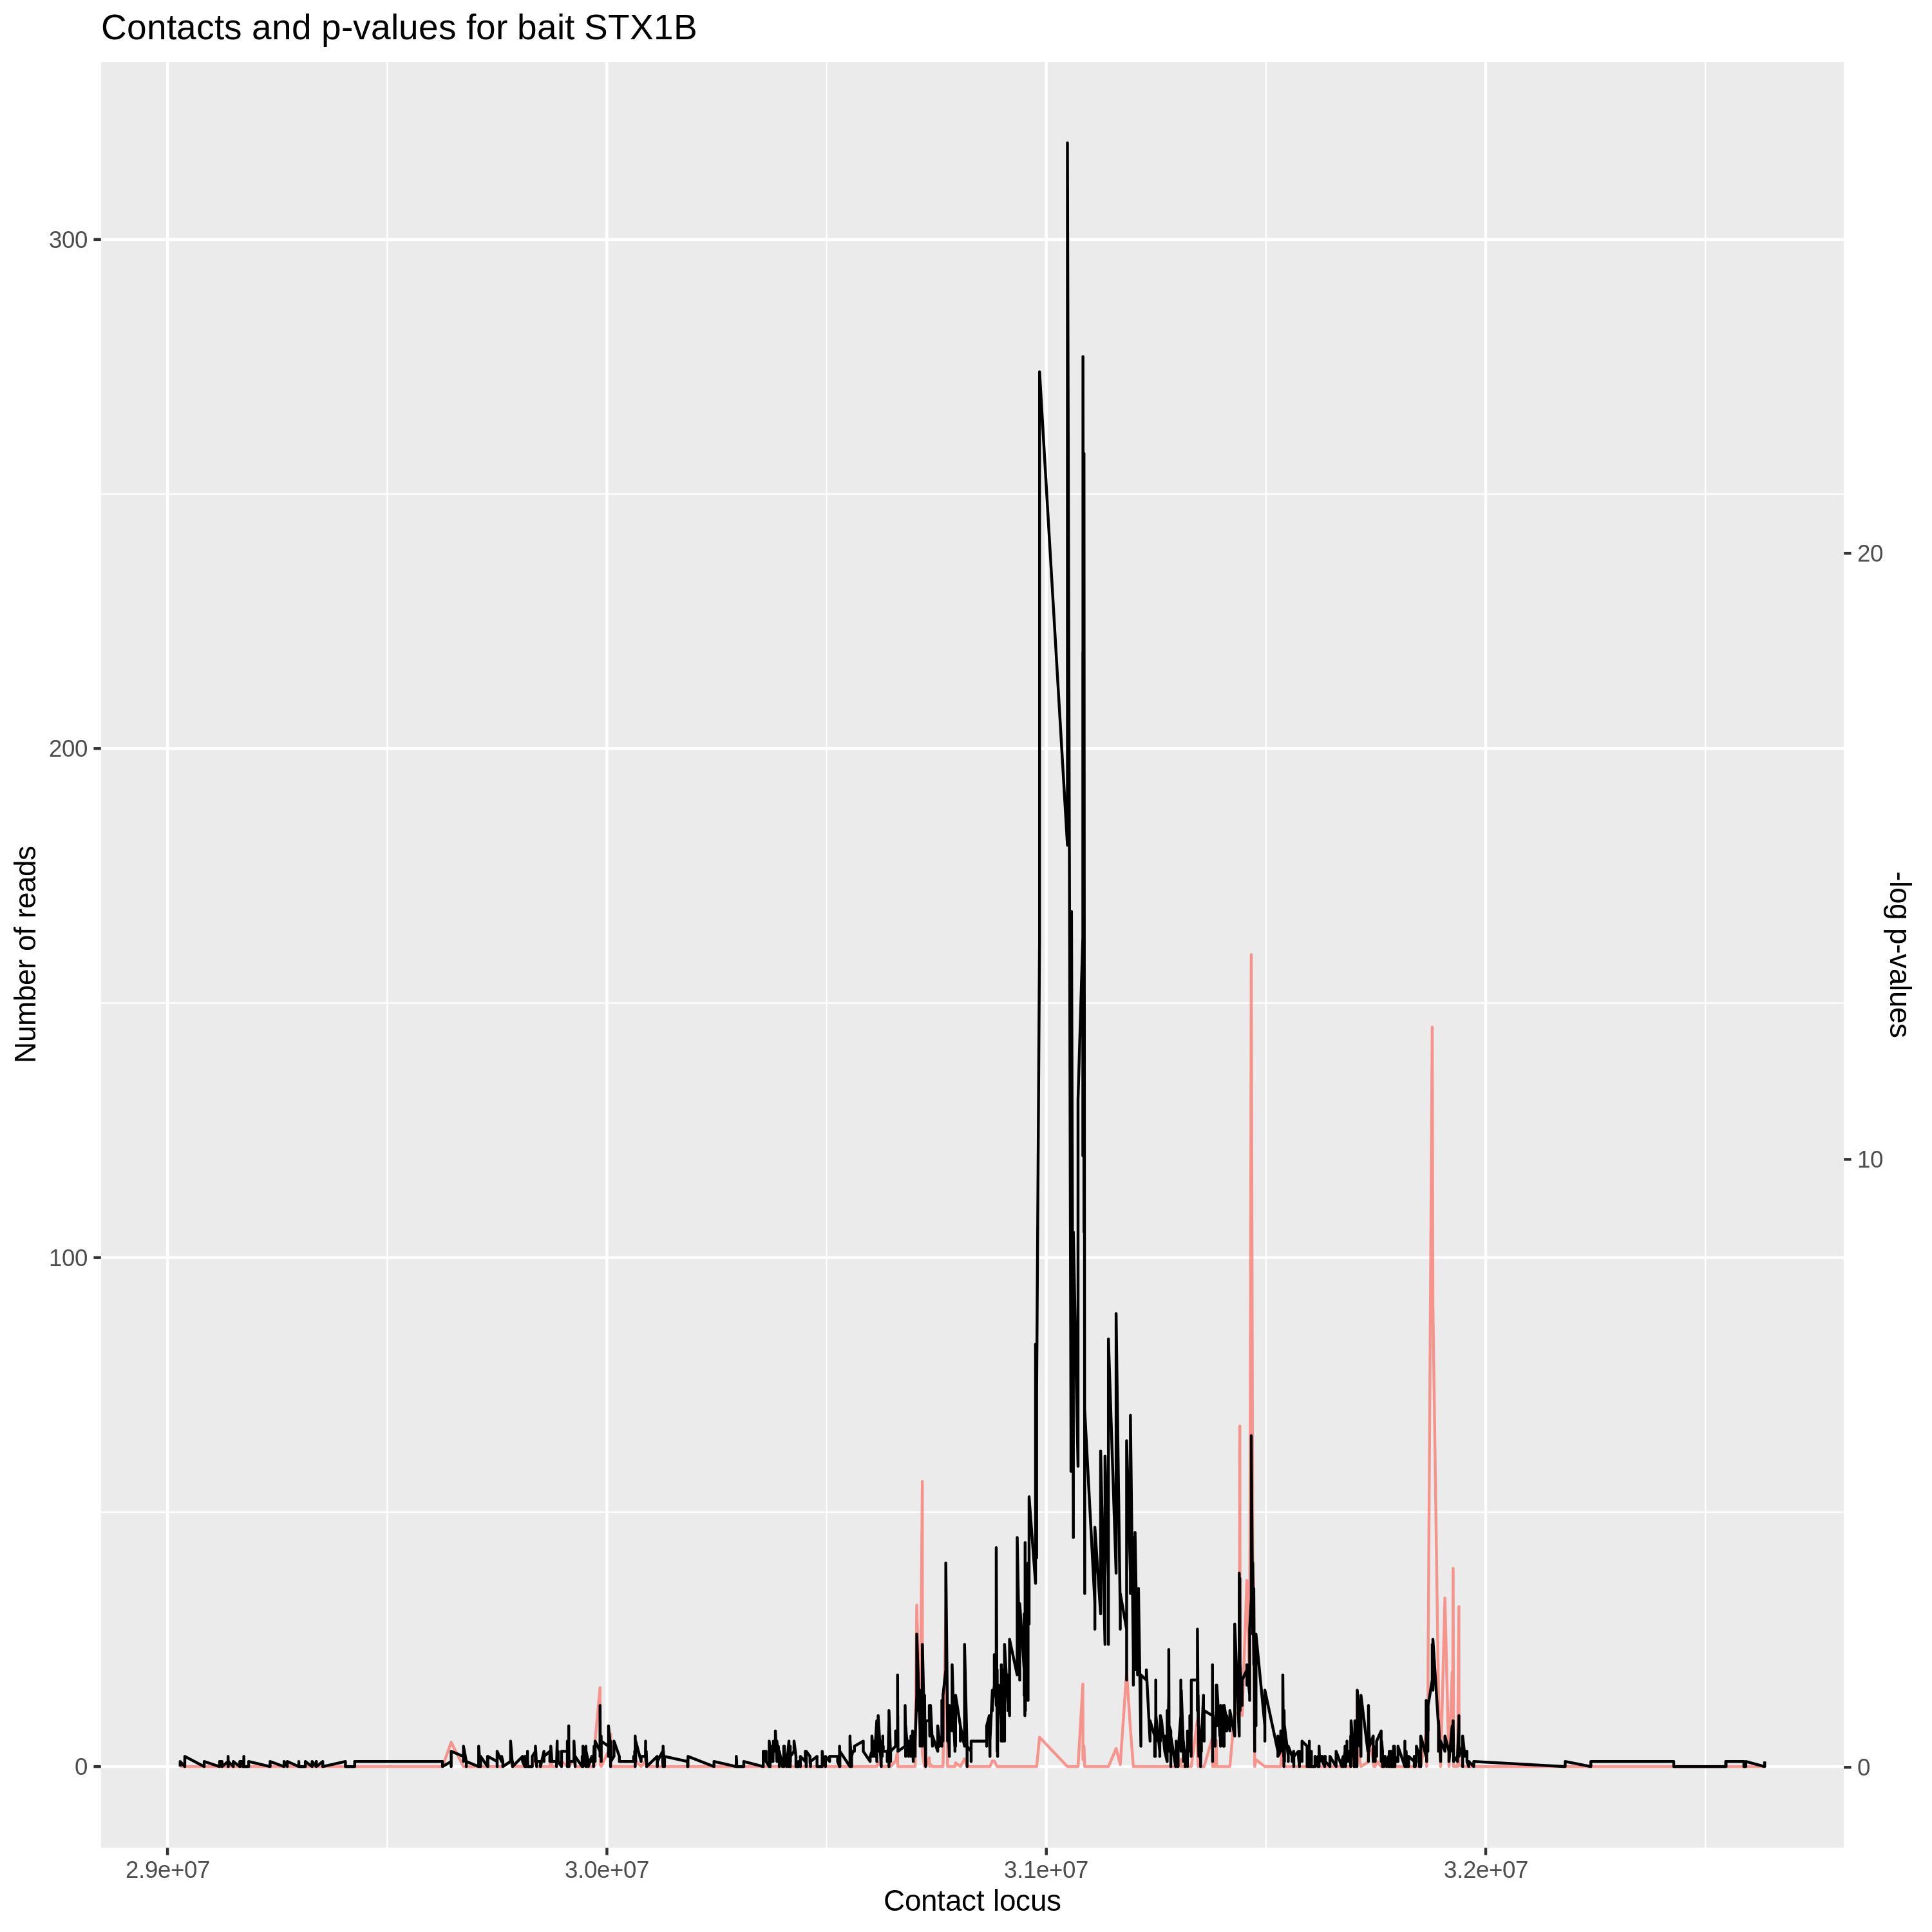 Contacts and p-values for bait STX1B
300
200
100
0
Number of reads
20
10
0
-log p-values
2.9e+07
3.0e+07
3.1e+07
3.2e+07
Contact locus